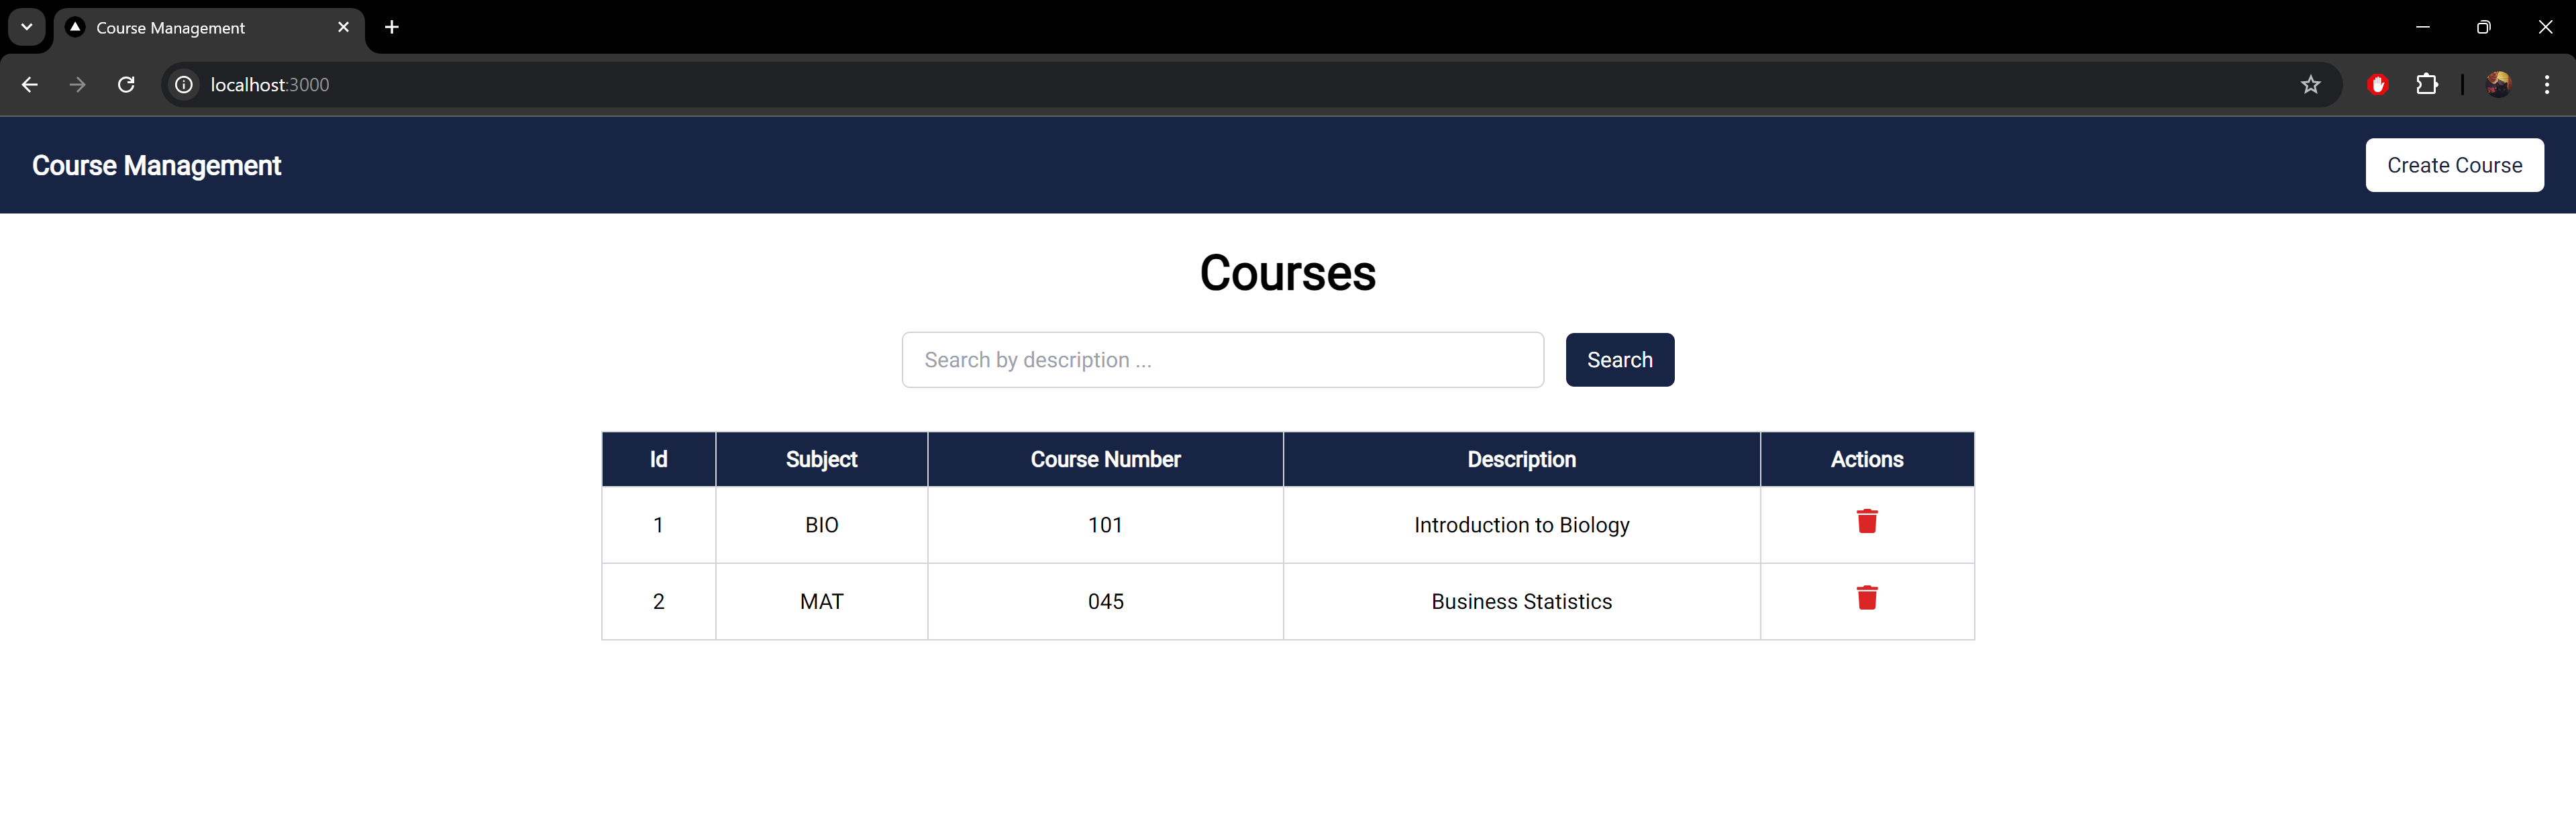 Course Management
localhost:3000
Course Management Create Course
Courses
Search by description ... Search
Id Subject Course Number Description Actions
1 BIO 101 Introduction to Biology
2 MAT 045 Business Statistics